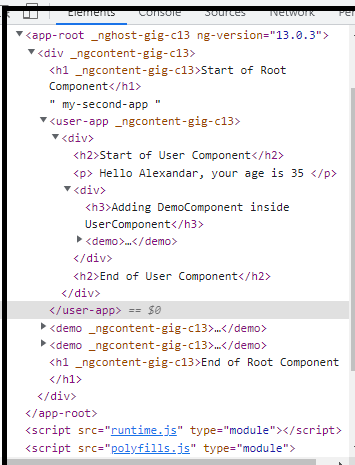 Elements Console Sources Network
<app-root _nghost-gig-c13 ng-version="13.0.3">
<div _ngcontent-gig-c13>
<h1 _ngcontent-gig-c13>Start of Root
Component</h1>
" my-second-app "
<user-app _ngcontent-gig-c13>
<div>
<h2>Start of User Component</h2>
<p> Hello Alexandar, your age is 35 </p>
<div>
<h3>Adding DemoComponent inside
UserComponent</h3>
<demo>…</demo>
</div>
<h2>End of User Component</h2>
</div>
</user-app> == $0
<demo _ngcontent-gig-c13>…</demo>
<demo _ngcontent-gig-c13>…</demo>
<h1 _ngcontent-gig-c13>End of Root Component
</h1>
</div>
</app-root>
<script src="runtime.js" type="module"></script>
<script src="polyfills.js" type="module">